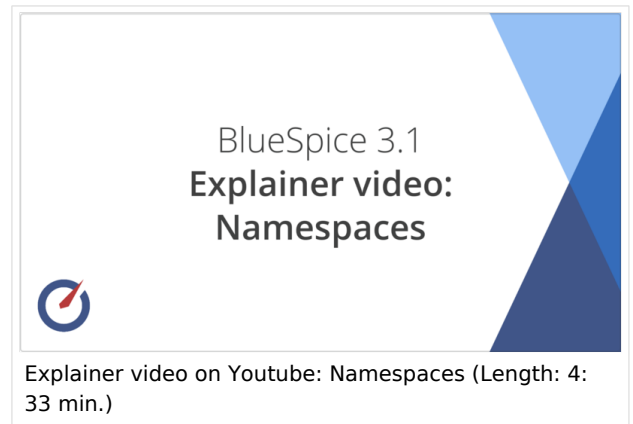 BlueSpice 3.1
Explainer video:
Namespaces
Explainer video on Youtube: Namespaces (Length: 4:
33 min.)